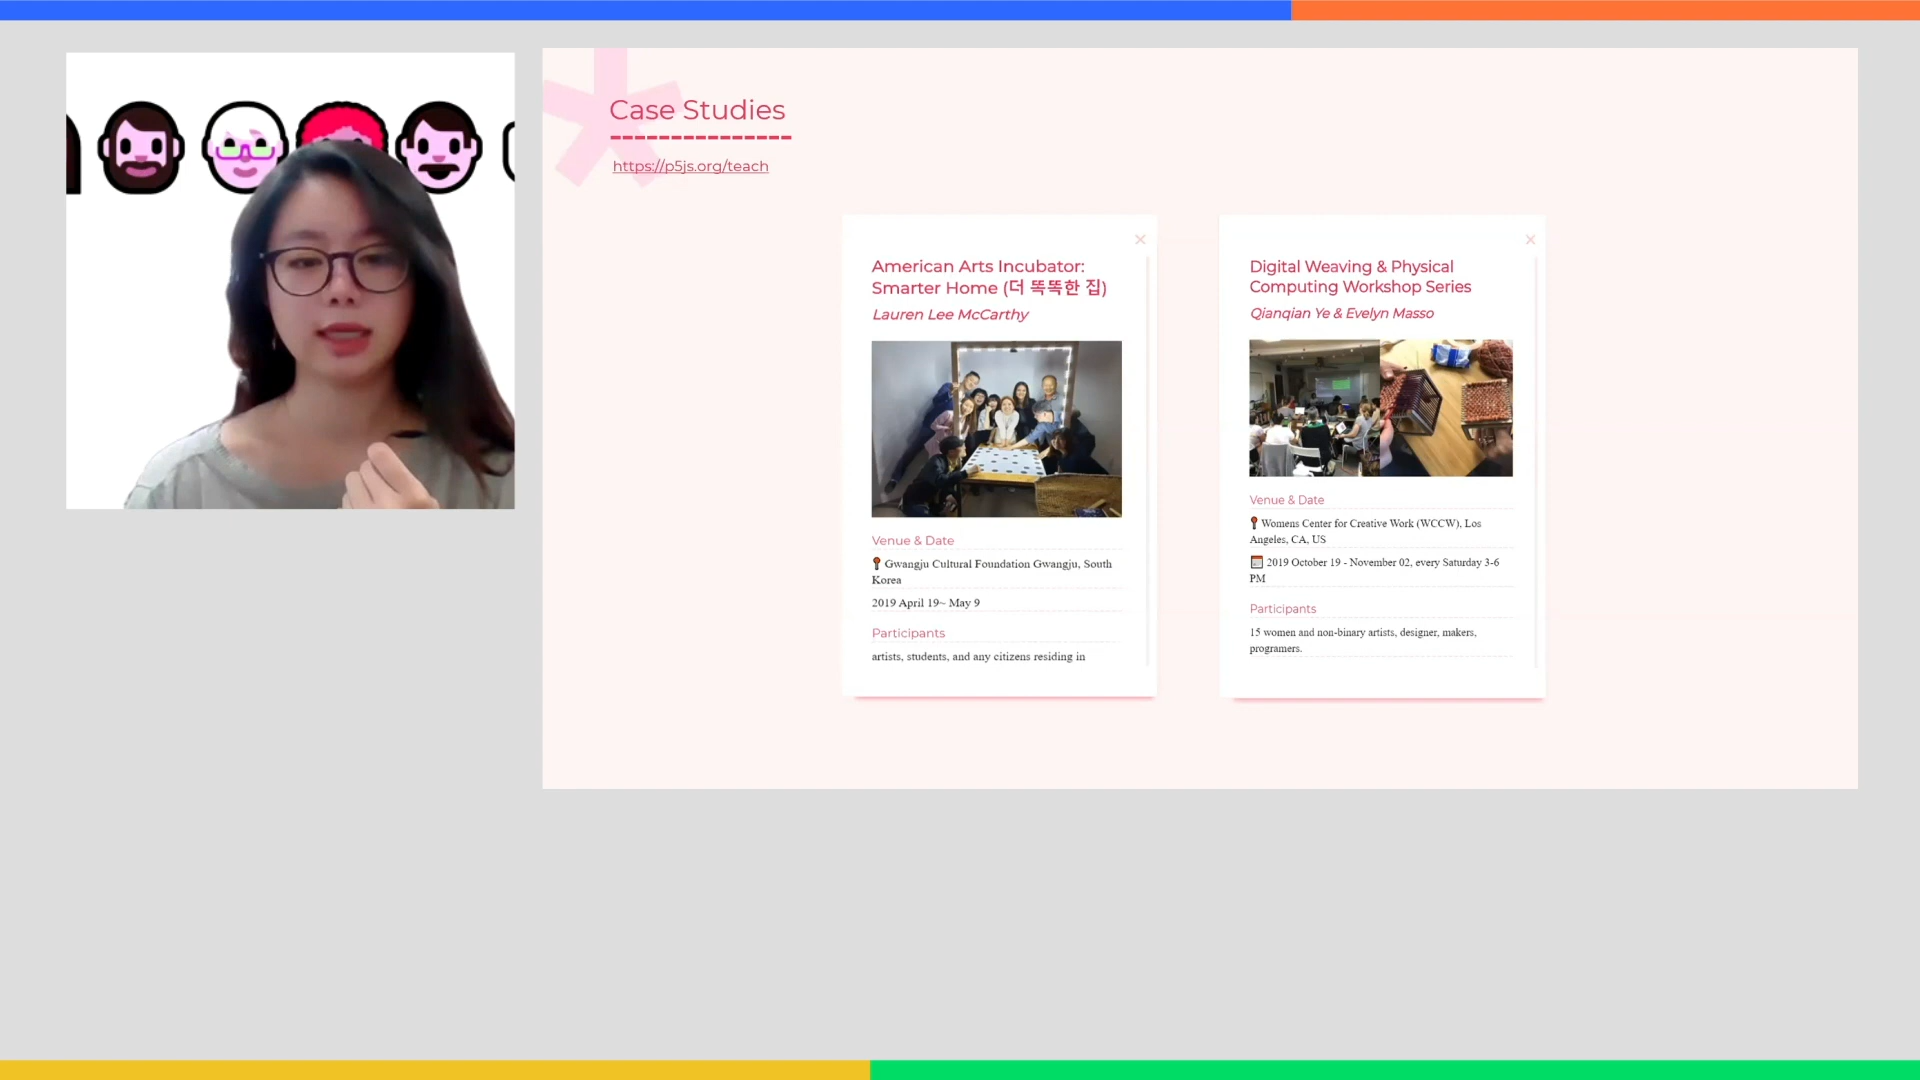 Case Studies
https://p5js.org/teach
American Arts Incubator:
Smarter Home (더 똑똑한 집)
Lauren Lee McCarthy
Venue & Date
Gwangju Cultural Foundation Gwangju, South
Korea
2019 April 19~ May 9
Participants
artists, students, and any citizens residing in
Digital Weaving & Physical
Computing Workshop Series
Qianqian Ye & Evelyn Masso
Venue & Date
Womens Center for Creative Work (WCCW), Los
Angeles, CA, US
2019 October 19 - November 02, every Saturday 3-6
PM
Participants
15 women and non-binary artists, designer, makers,
programers.